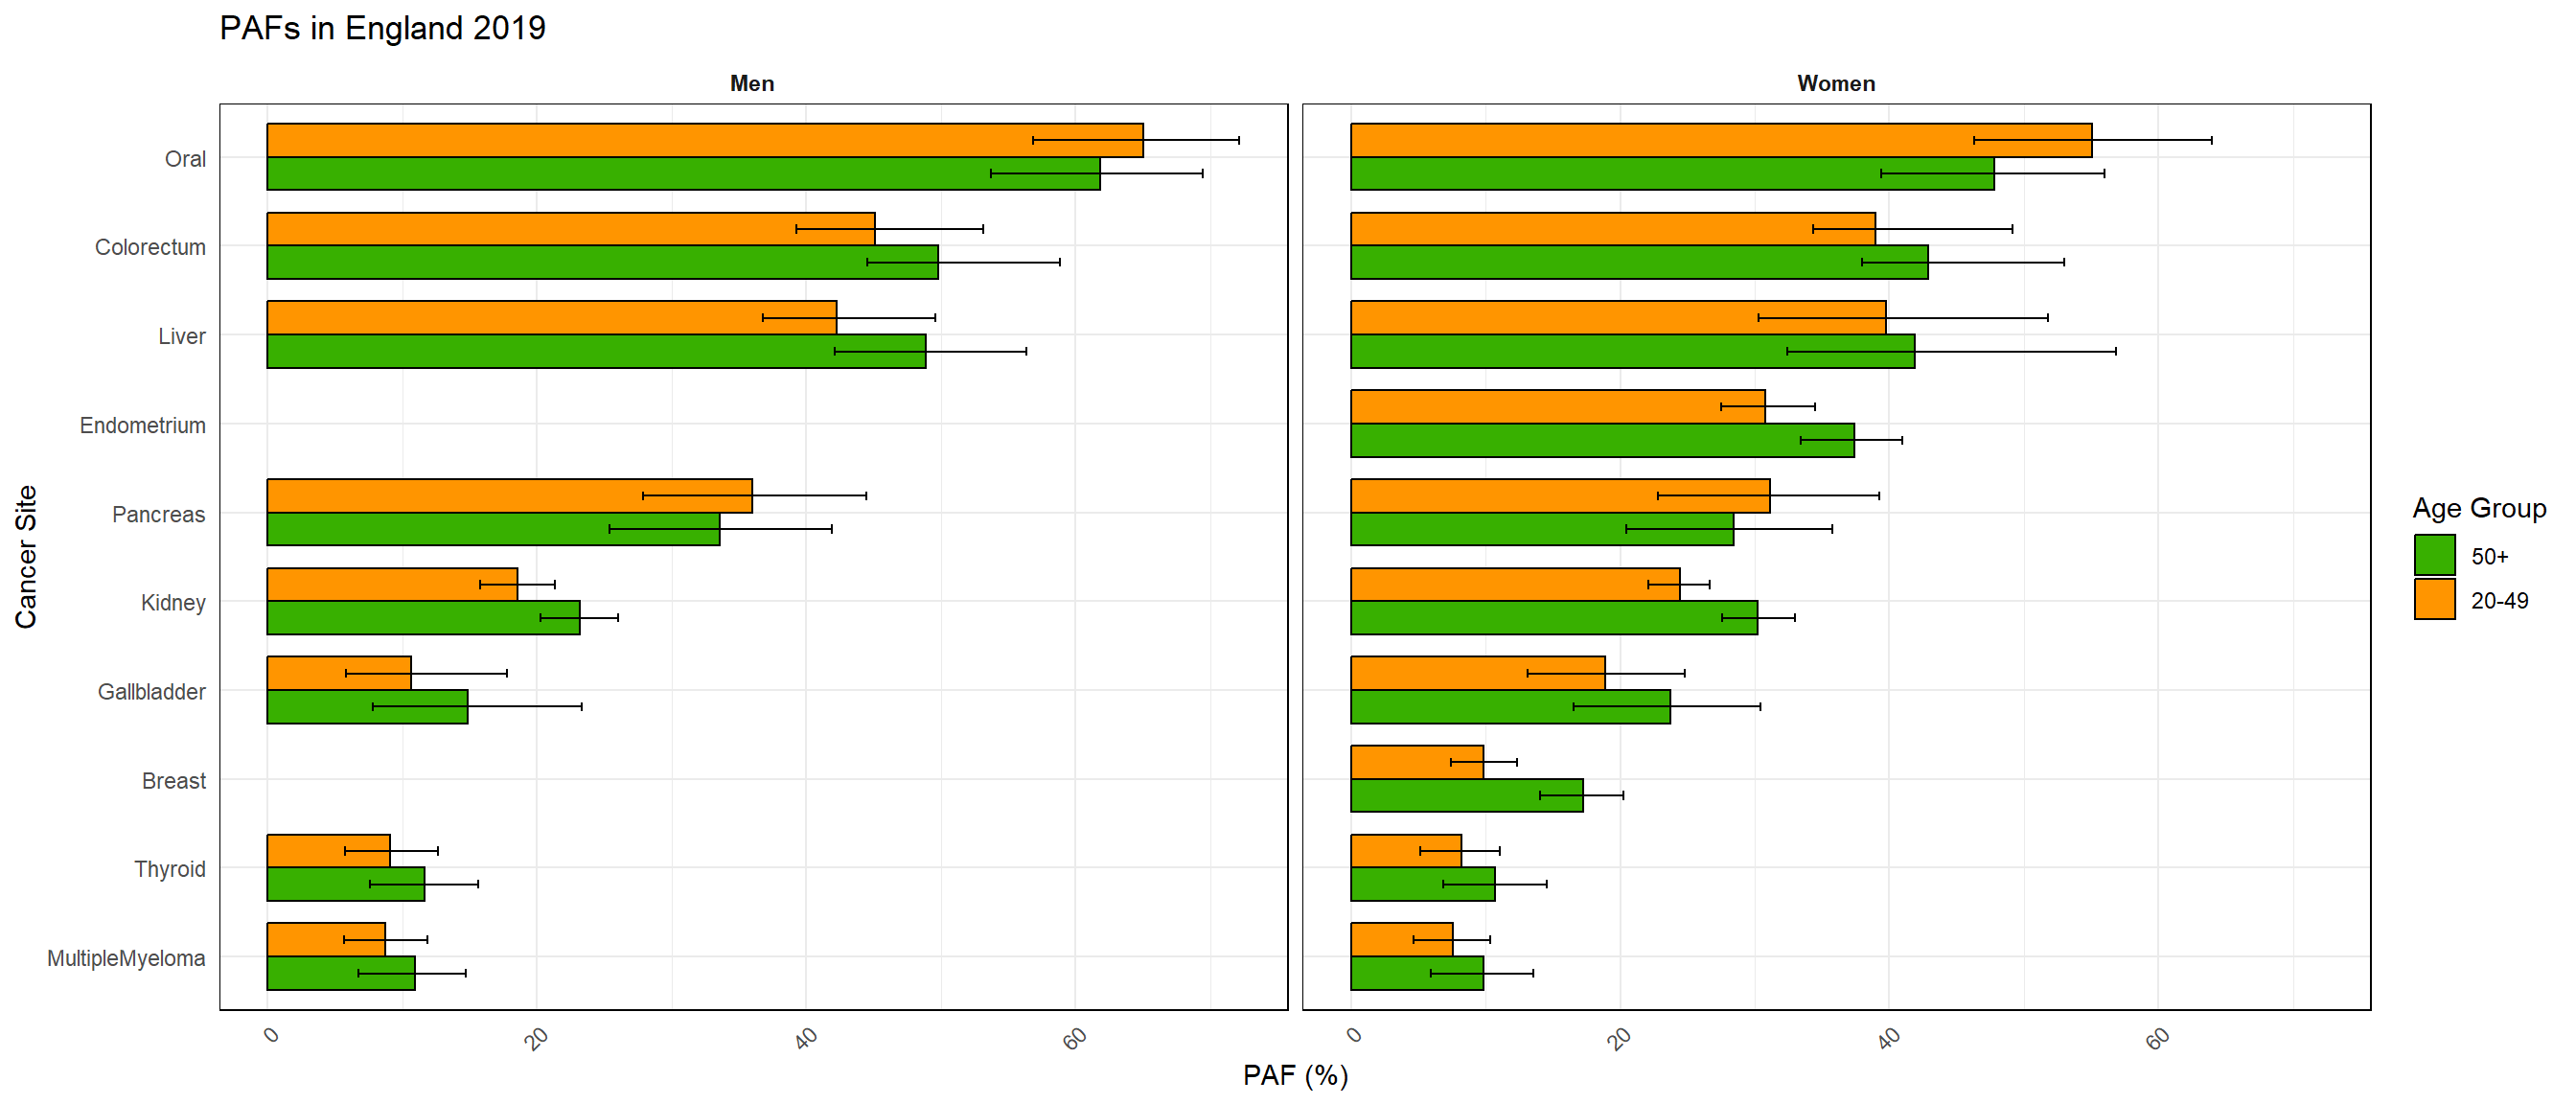 PAFs in England 2019
Men
Women
Oral
Colorectum
Liver
Endometrium
Pancreas
Kidney
Gallbladder
Breast
Thyroid
MultipleMyeloma
Cancer Site
0 20 40 60
0 20 40 60
PAF (%)
Age Group
50+
20-49